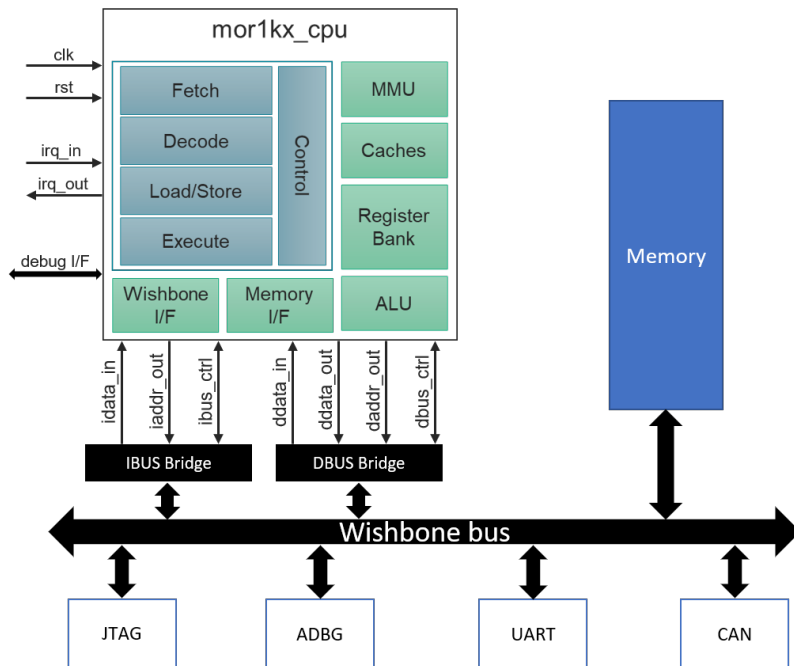 mor1kx_cpu
clk
rst
irq_in
irq_out
debug I/F
Fetch
Decode
Load/Store
Execute
Control
MMU
Caches
Register
Bank
ALU
Wishbone
I/F
Memory
I/F
idata_in
iaddr_out
ibus_ctrl
ddata_in
ddata_out
daddr_out
dbus_ctrl
IBUS Bridge
DBUS Bridge
Memory
Wishbone bus
JTAG
ADBG
UART
CAN